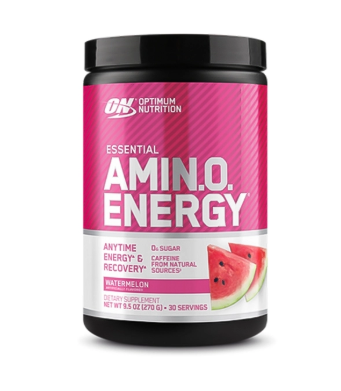 ON OPTIMUM
NUTRITION
ESSENTIAL
AMIN.O.
ENERGY
ANYTIME
ENERGY* &
RECOVERY*
0g SUGAR
CAFFEINE
FROM NATURAL
SOURCES†
WATERMELON
DIETARY SUPPLEMENT
NET WT 9.5 OZ (270 G) • 30 SERVINGS